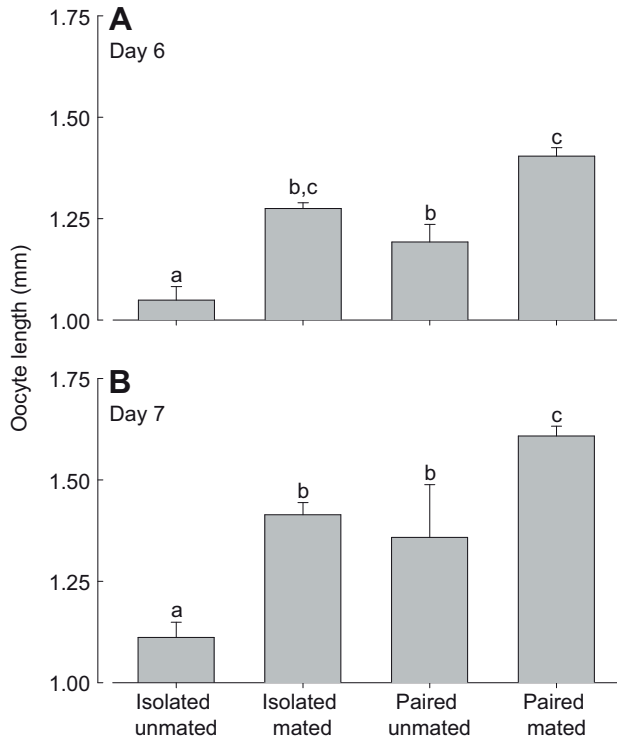 Oocyte length (mm)
A
Day 6
1.75
1.50
1.25
1.00
a
b,c
b
c
B
Day 7
1.75
1.50
1.25
1.00
a
b
b
c
Isolated
unmated
Isolated
mated
Paired
unmated
Paired
mated